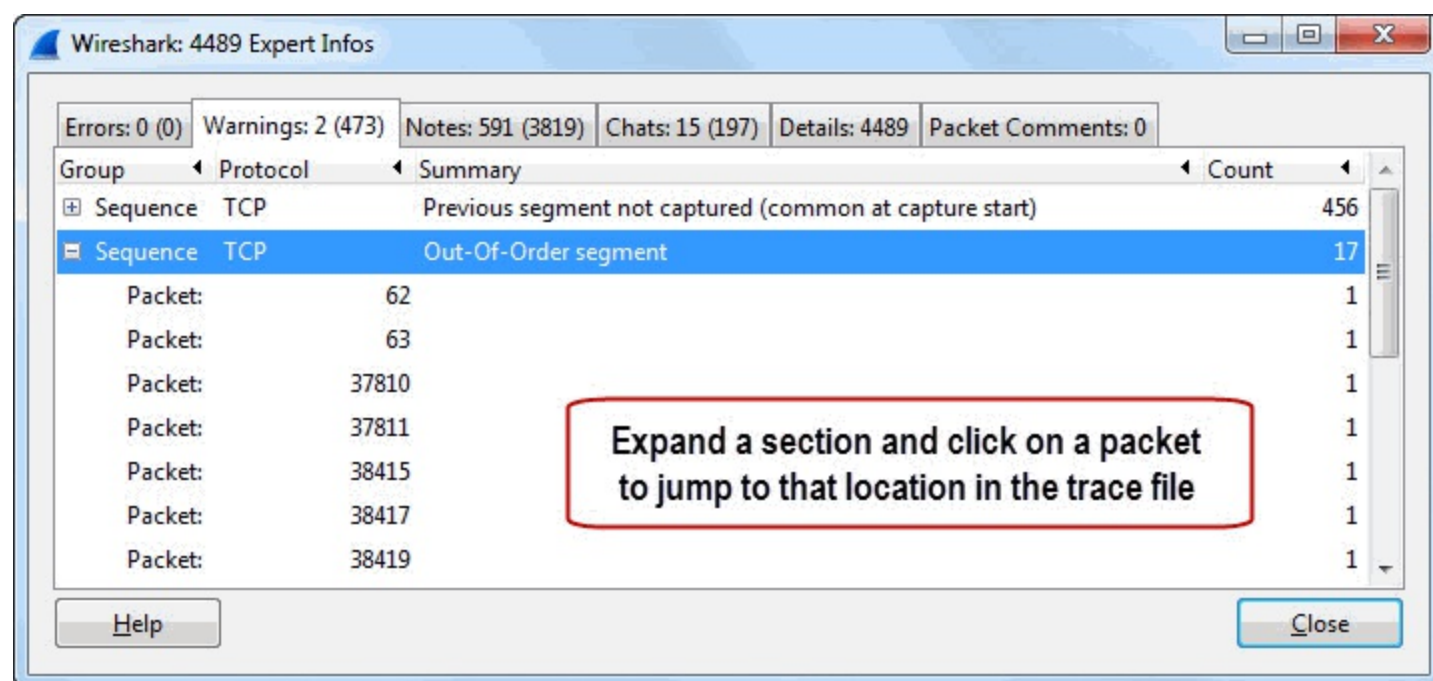 Wireshark: 4489 Expert Infos
Errors: 0 (0) Warnings: 2 (473) Notes: 591 (3819) Chats: 15 (197) Details: 4489 Packet Comments: 0
Group Protocol Summary Count
Sequence TCP Previous segment not captured (common at capture start) 456
Sequence TCP Out-Of-Order segment 17
Packet: 62 1
Packet: 63 1
Packet: 37810 1
Packet: 37811 1
Packet: 38415 1
Packet: 38417 1
Packet: 38419 1
Expand a section and click on a packet
to jump to that location in the trace file
Help Close